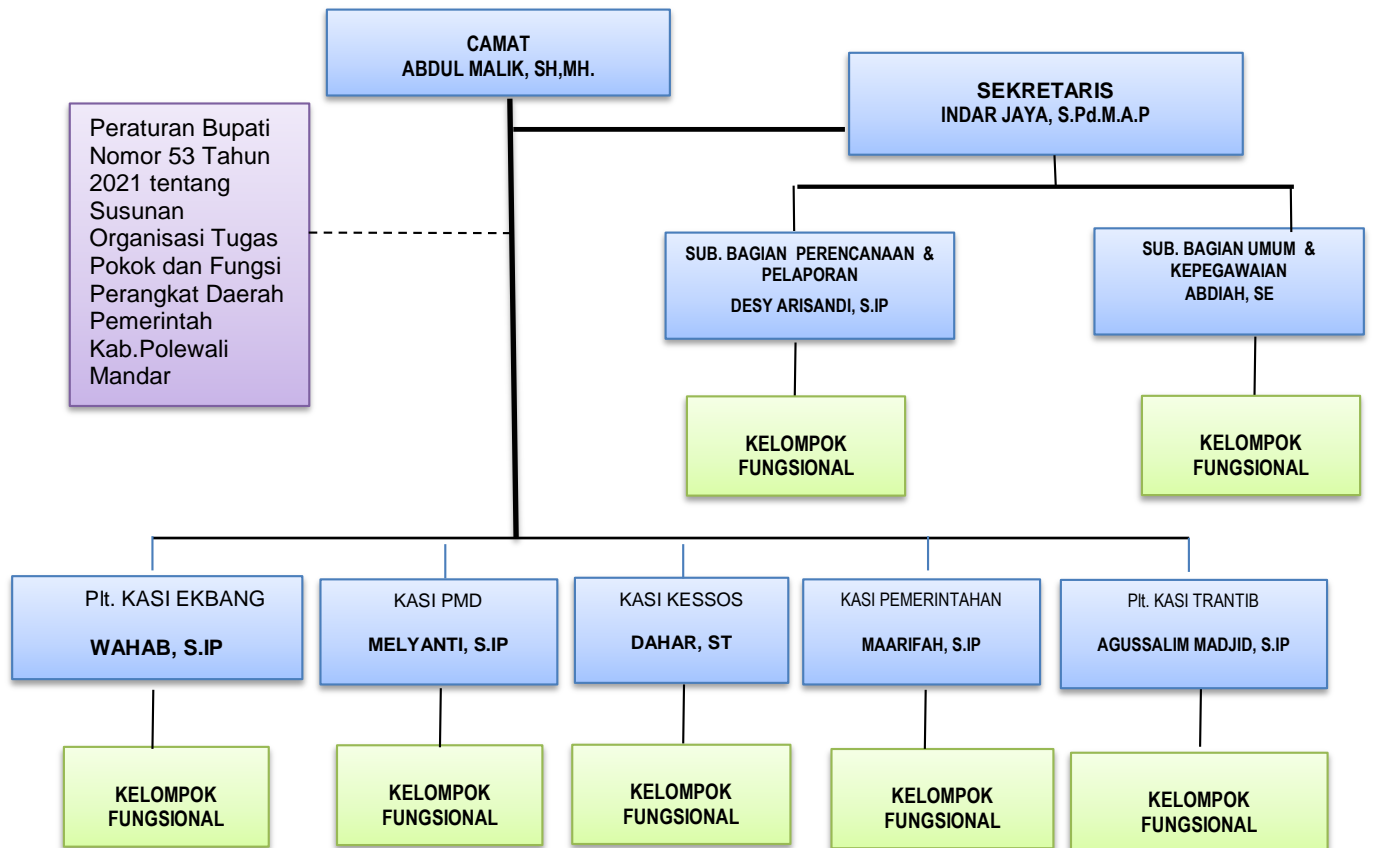 CAMAT
ABDUL MALIK, SH,MH.
SEKRETARIS
INDAR JAYA, S.Pd.M.A.P
Peraturan Bupati
Nomor 53 Tahun
2021 tentang
Susunan
Organisasi Tugas
Pokok dan Fungsi
Perangkat Daerah
Pemerintah
Kab.Polewali
Mandar
SUB. BAGIAN PERENCANAAN &
PELAPORAN
DESY ARISANDI, S.IP
SUB. BAGIAN UMUM &
KEPEGAWAIAN
ABDIAH, SE
KELOMPOK
FUNGSIONAL
KELOMPOK
FUNGSIONAL
Plt. KASI EKBANG
WAHAB, S.IP
KASI PMD
MELYANTI, S.IP
KASI KESSOS
DAHAR, ST
KASI PEMERINTAHAN
MAARIFAH, S.IP
Plt. KASI TRANTIB
AGUSSALIM MADJID, S.IP
KELOMPOK
FUNGSIONAL
KELOMPOK
FUNGSIONAL
KELOMPOK
FUNGSIONAL
KELOMPOK
FUNGSIONAL
KELOMPOK
FUNGSIONAL